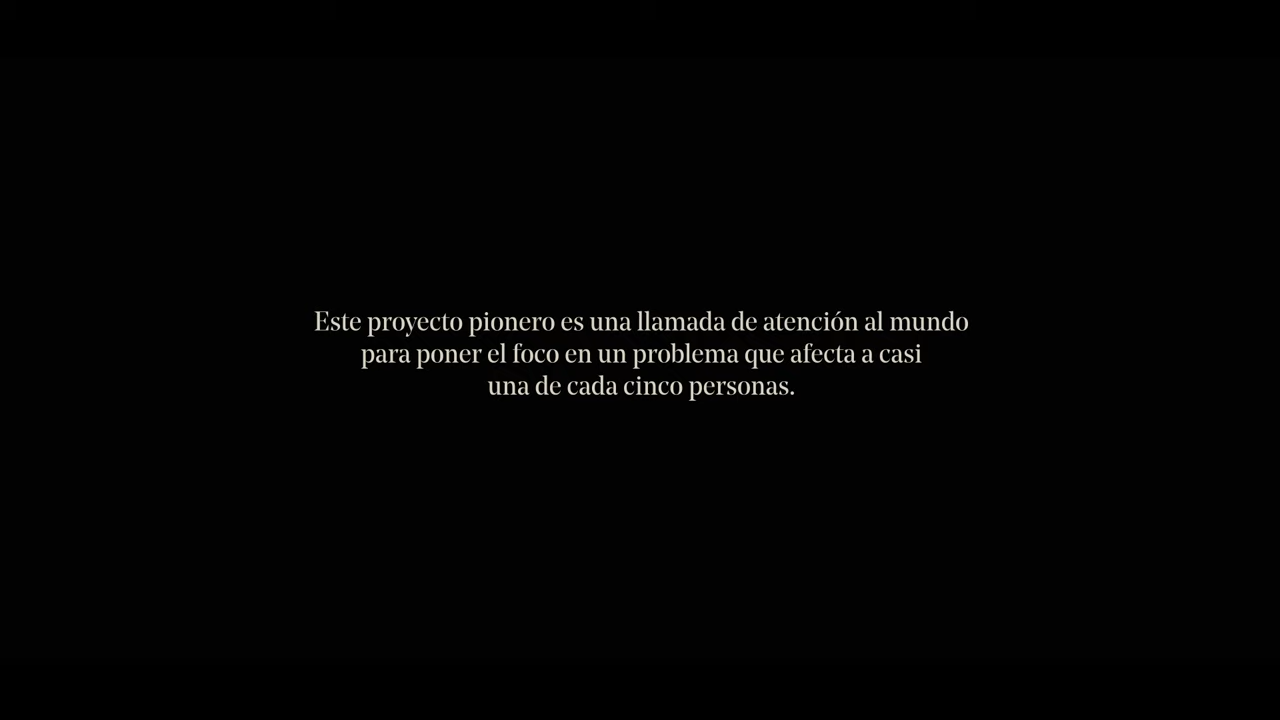 Este proyecto pionero es una llamada de atención al mundo
para poner el foco en un problema que afecta a casi
una de cada cinco personas.